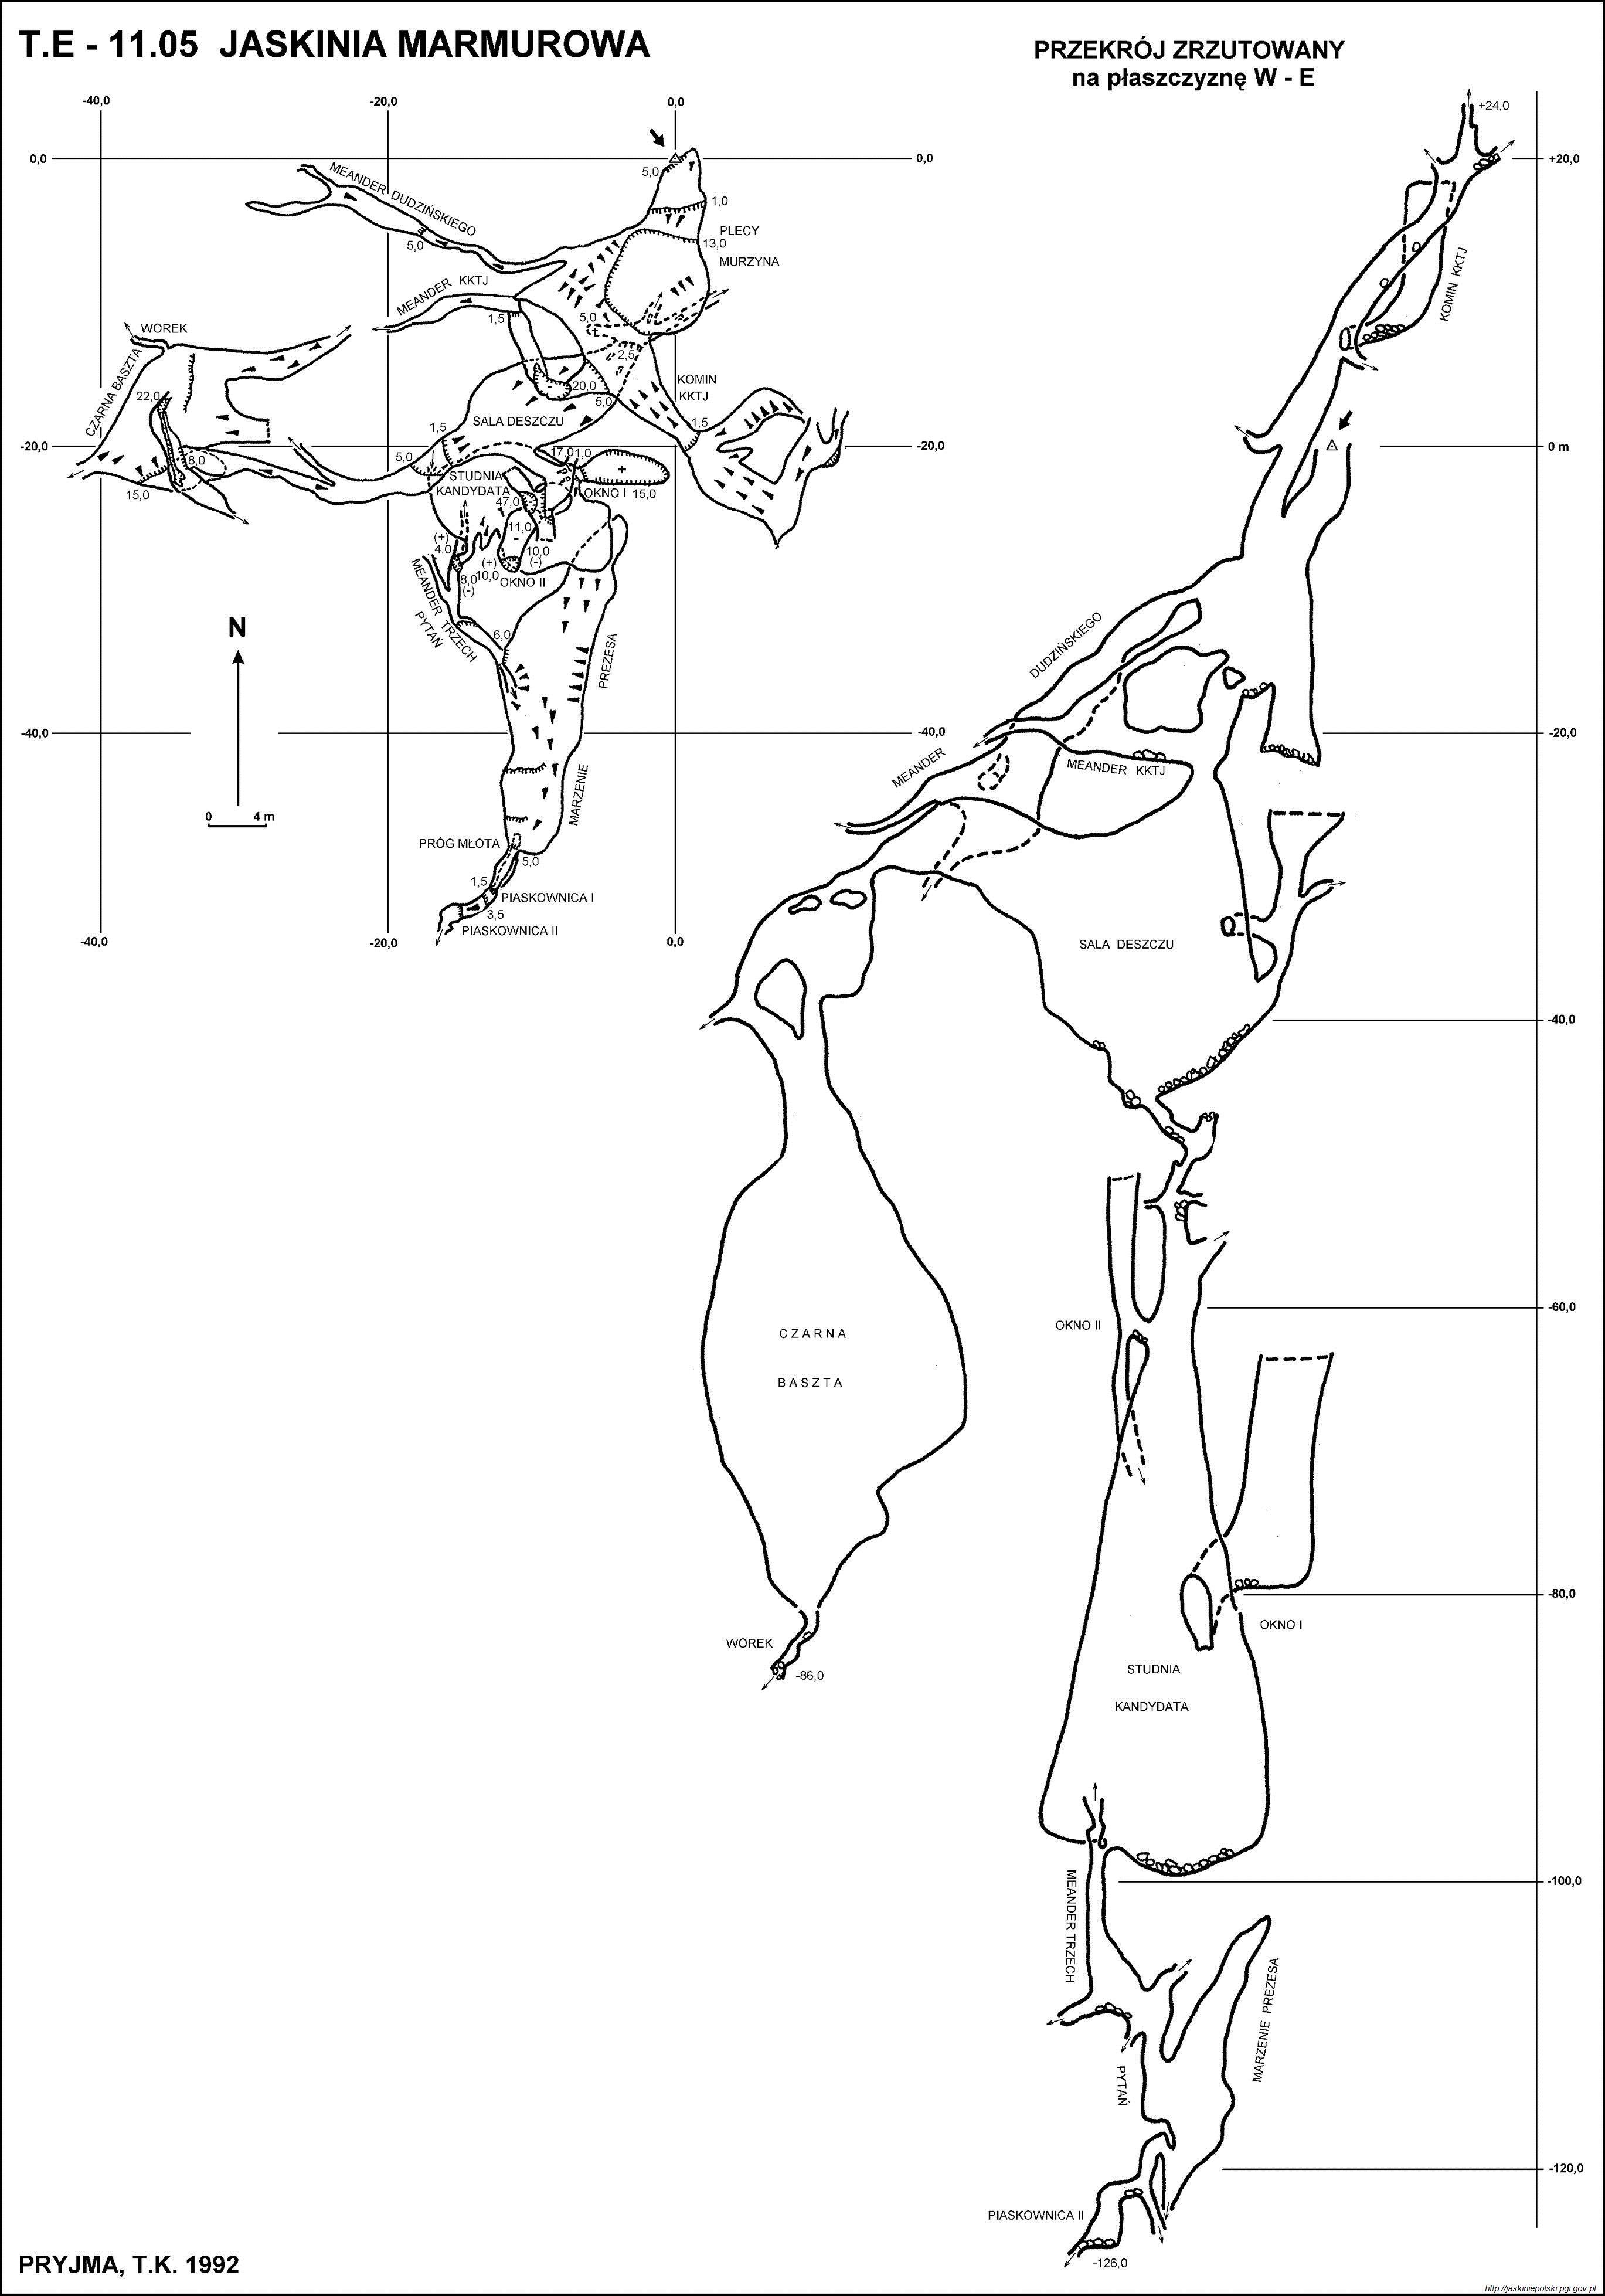 T.E - 11.05 JASKINIA MARMUROWA
PRZEKRÓJ ZRZUTOWANY
na płaszczyznę W - E
-40,0
-20,0
0,0
0,0
0,0
5,0
1,0
MEANDER DUDZIŃSKIEGO
5,0
PLECY
13,0
MURZYNA
MEANDER KKTJ
1,5
5,0
+
2,5
WOREK
CZARNA BASZTA
22,0
20,0
5,0
KOMIN
KKTJ
1,5
SALA DESZCZU
1,5
-20,0
-20,0
5,0
8,0
15,0
17,0
1,0
STUDNIA
KANDYDATA
+
OKNO I
15,0
47,0
11,0
-
(+)
4,0
10,0
(-)
(+)
10,0
8,0
(-)
OKNO II
MEANDER TRZECH
PYTAŃ
6,0
N
PREZESA
MARZENIE
-40,0
-40,0
0 4 m
PRÓG MŁOTA
5,0
1,5
PIASKOWNICA I
3,5
PIASKOWNICA II
-40,0
-20,0
0,0
+24,0
+20,0
KOMIN KKTJ
0 m
DUDZIŃSKIEGO
MEANDER
MEANDER KKTJ
-20,0
SALA DESZCZU
-40,0
OKNO II
-60,0
CZARNA
BASZTA
-80,0
OKNO I
WOREK
-86,0
STUDNIA
KANDYDATA
-100,0
MEANDER TRZECH
PYTAŃ
MARZENIE PREZESA
-120,0
PIASKOWNICA II
-126,0
PRYJMA, T.K. 1992
http://jaskiniepolski.pgi.gov.pl